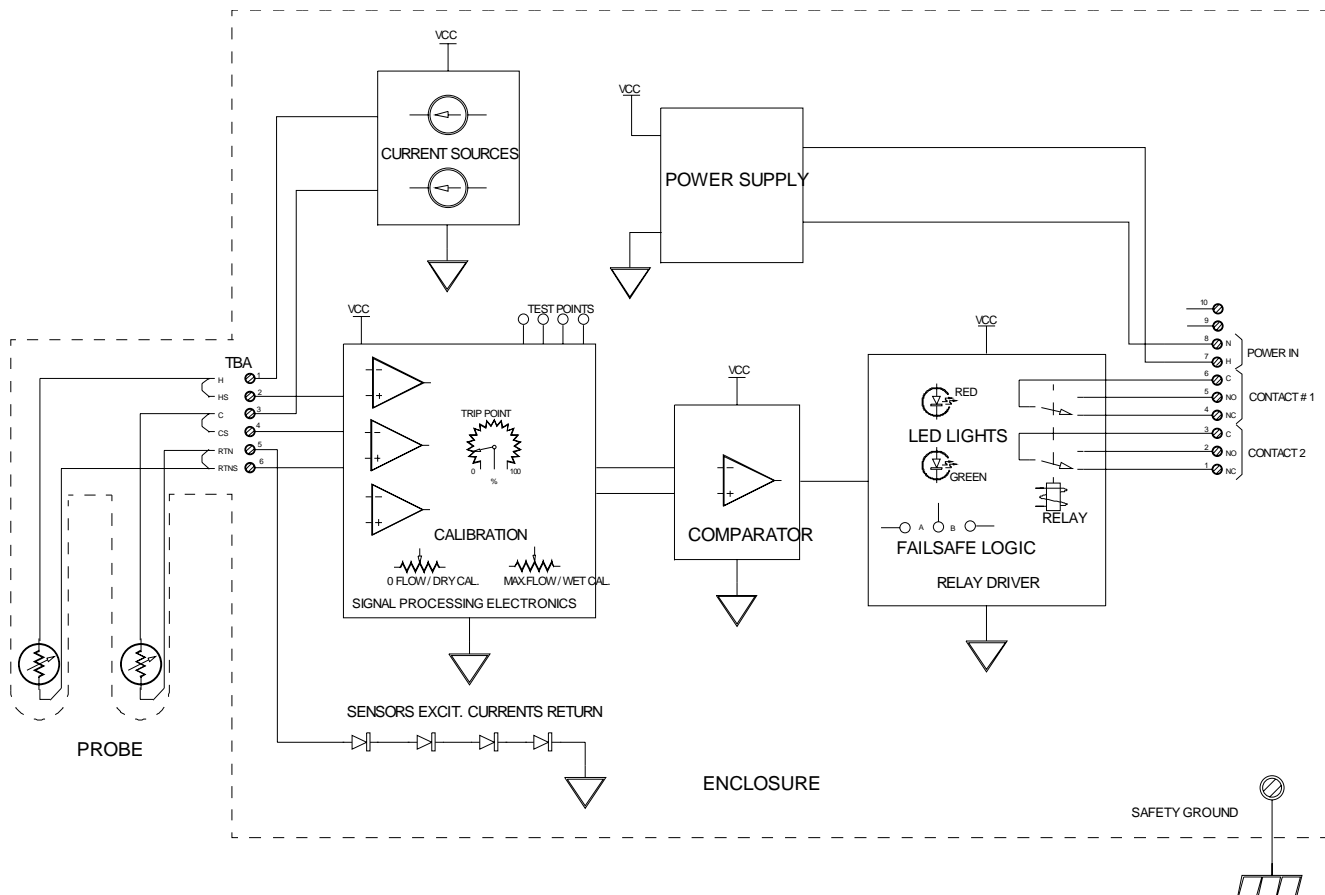 VCC
CURRENT SOURCES
VCC
POWER SUPPLY
VCC
TEST POINTS
TBA
H 1
HS 2
C 3
CS 4
RTN 5
RTNS 6
TRIP POINT
0 100
%
CALIBRATION
0 FLOW / DRY CAL.
MAX.FLOW / WET CAL.
SIGNAL PROCESSING ELECTRONICS
VCC
COMPARATOR
VCC
RED
LED LIGHTS
GREEN
A B
FAILSAFE LOGIC
RELAY
RELAY DRIVER
10
9
8 N
7 H
POWER IN
6 C
5 NO
4 NC
CONTACT # 1
3 C
2 NO
1 NC
CONTACT 2
SENSORS EXCIT. CURRENTS RETURN
PROBE
ENCLOSURE
SAFETY GROUND